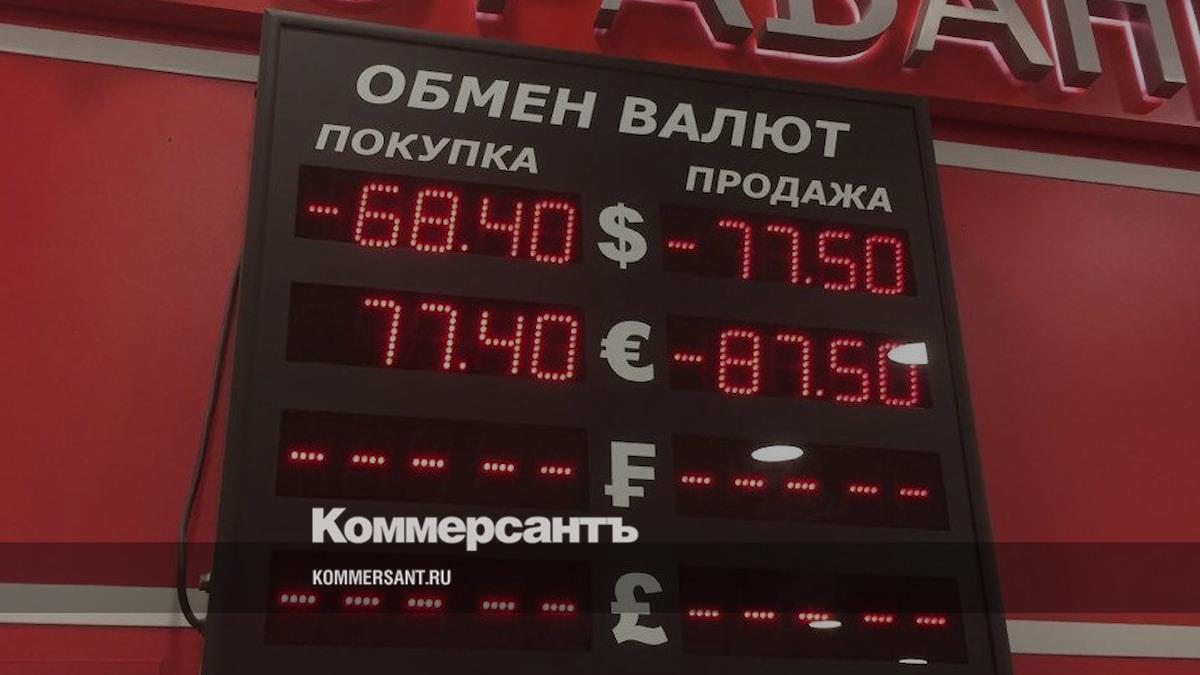 ОБМЕН ВАЛЮТ
ПОКУПКА ПРОДАЖА
-68.40 $ -77.50
77.40 € -87.50
----- ₣ -----
Коммерсантъ
KOMMERSANT.RU
----- £ -----